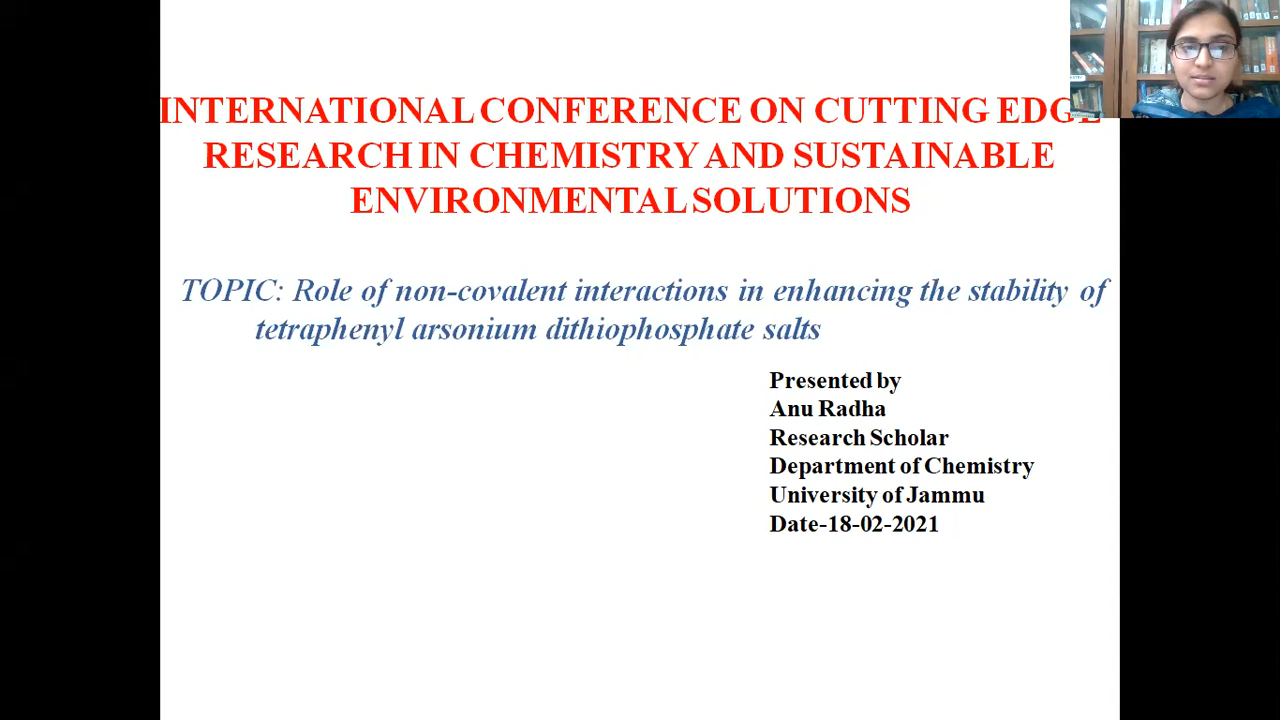 INTERNATIONAL CONFERENCE ON CUTTING EDGE
RESEARCH IN CHEMISTRY AND SUSTAINABLE
ENVIRONMENTAL SOLUTIONS
TOPIC: Role of non-covalent interactions in enhancing the stability of
tetraphenyl arsonium dithiophosphate salts
Presented by
Anu Radha
Research Scholar
Department of Chemistry
University of Jammu
Date-18-02-2021